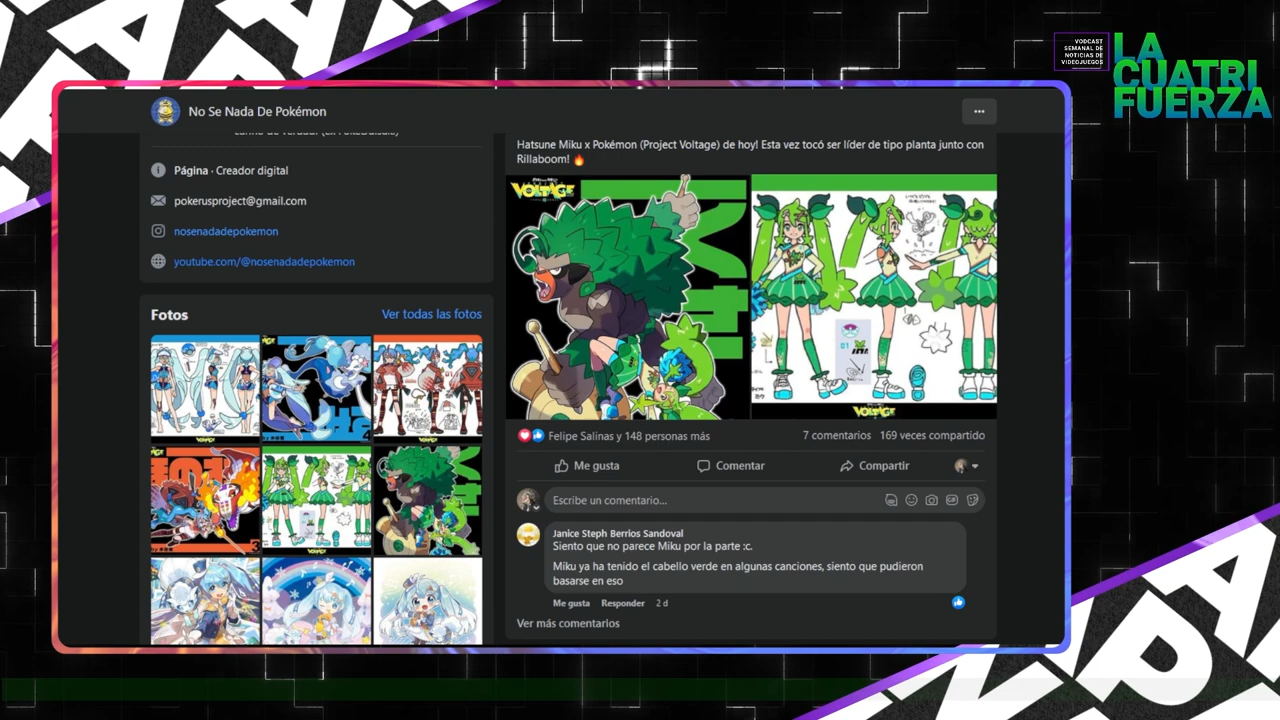 VODCAST
SEMANAL DE
NOTICIAS DE
VIDEOJUEGOS
LA
CUATRI
FUERZA
No Se Nada De Pokémon
Página · Creador digital
pokerusproject@gmail.com
nosenadadepokemon
youtube.com/@nosenadadepokemon
Fotos
Ver todas las fotos
Hatsune Miku x Pokémon (Project Voltage) de hoy! Esta vez tocó ser líder de tipo planta junto con
Rillaboom! 🔥
VOLTAGE
VOLTAGE
Felipe Salinas y 148 personas más
7 comentarios
169 veces compartido
Me gusta
Comentar
Compartir
Escribe un comentario...
Janice Steph Berrios Sandoval
Siento que no parece Miku por la parte :c.
Miku ya ha tenido el cabello verde en algunas canciones, siento que pudieron
basarse en eso
Me gusta
Responder
2 d
Ver más comentarios